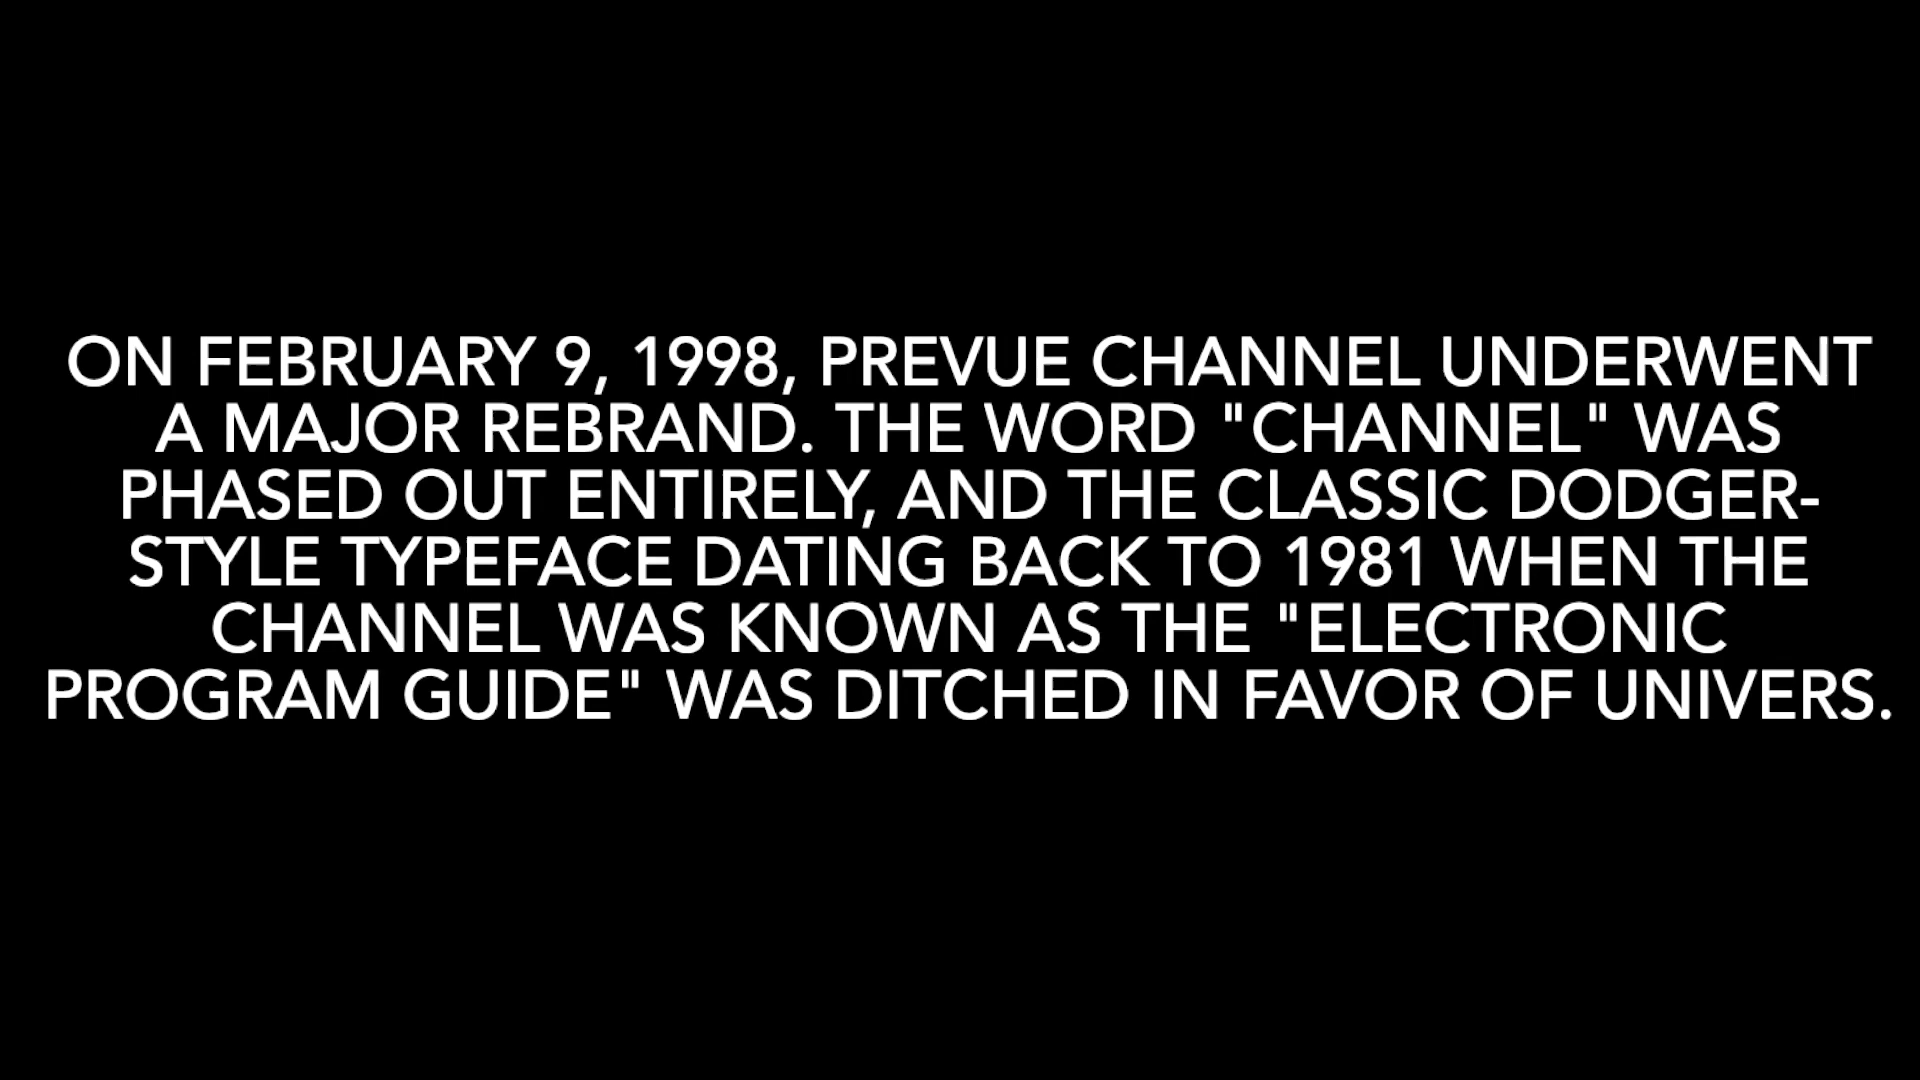 ON FEBRUARY 9, 1998, PREVUE CHANNEL UNDERWENT
A MAJOR REBRAND. THE WORD "CHANNEL" WAS
PHASED OUT ENTIRELY, AND THE CLASSIC DODGER-
STYLE TYPEFACE DATING BACK TO 1981 WHEN THE
CHANNEL WAS KNOWN AS THE "ELECTRONIC
PROGRAM GUIDE" WAS DITCHED IN FAVOR OF UNIVERS.